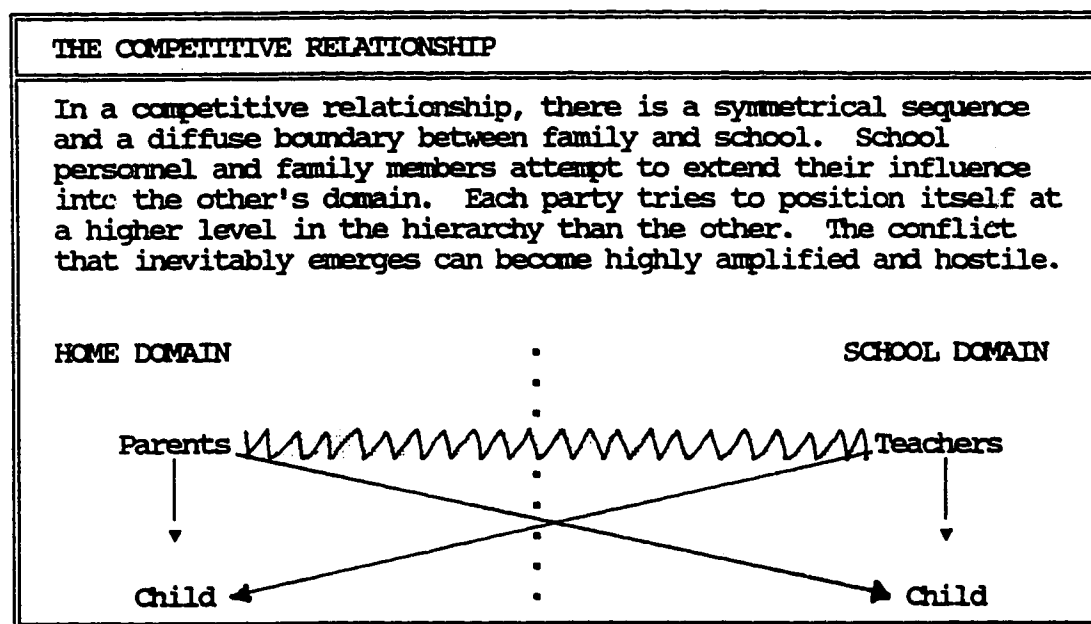 THE COMPETITIVE RELATIONSHIP
In a competitive relationship, there is a symmetrical sequence
and a diffuse boundary between family and school. School
personnel and family members attempt to extend their influence
into the other's domain. Each party tries to position itself at
a higher level in the hierarchy than the other. The conflict
that inevitably emerges can become highly amplified and hostile.
HOME DOMAIN SCHOOL DOMAIN
Parents Teachers
Child Child